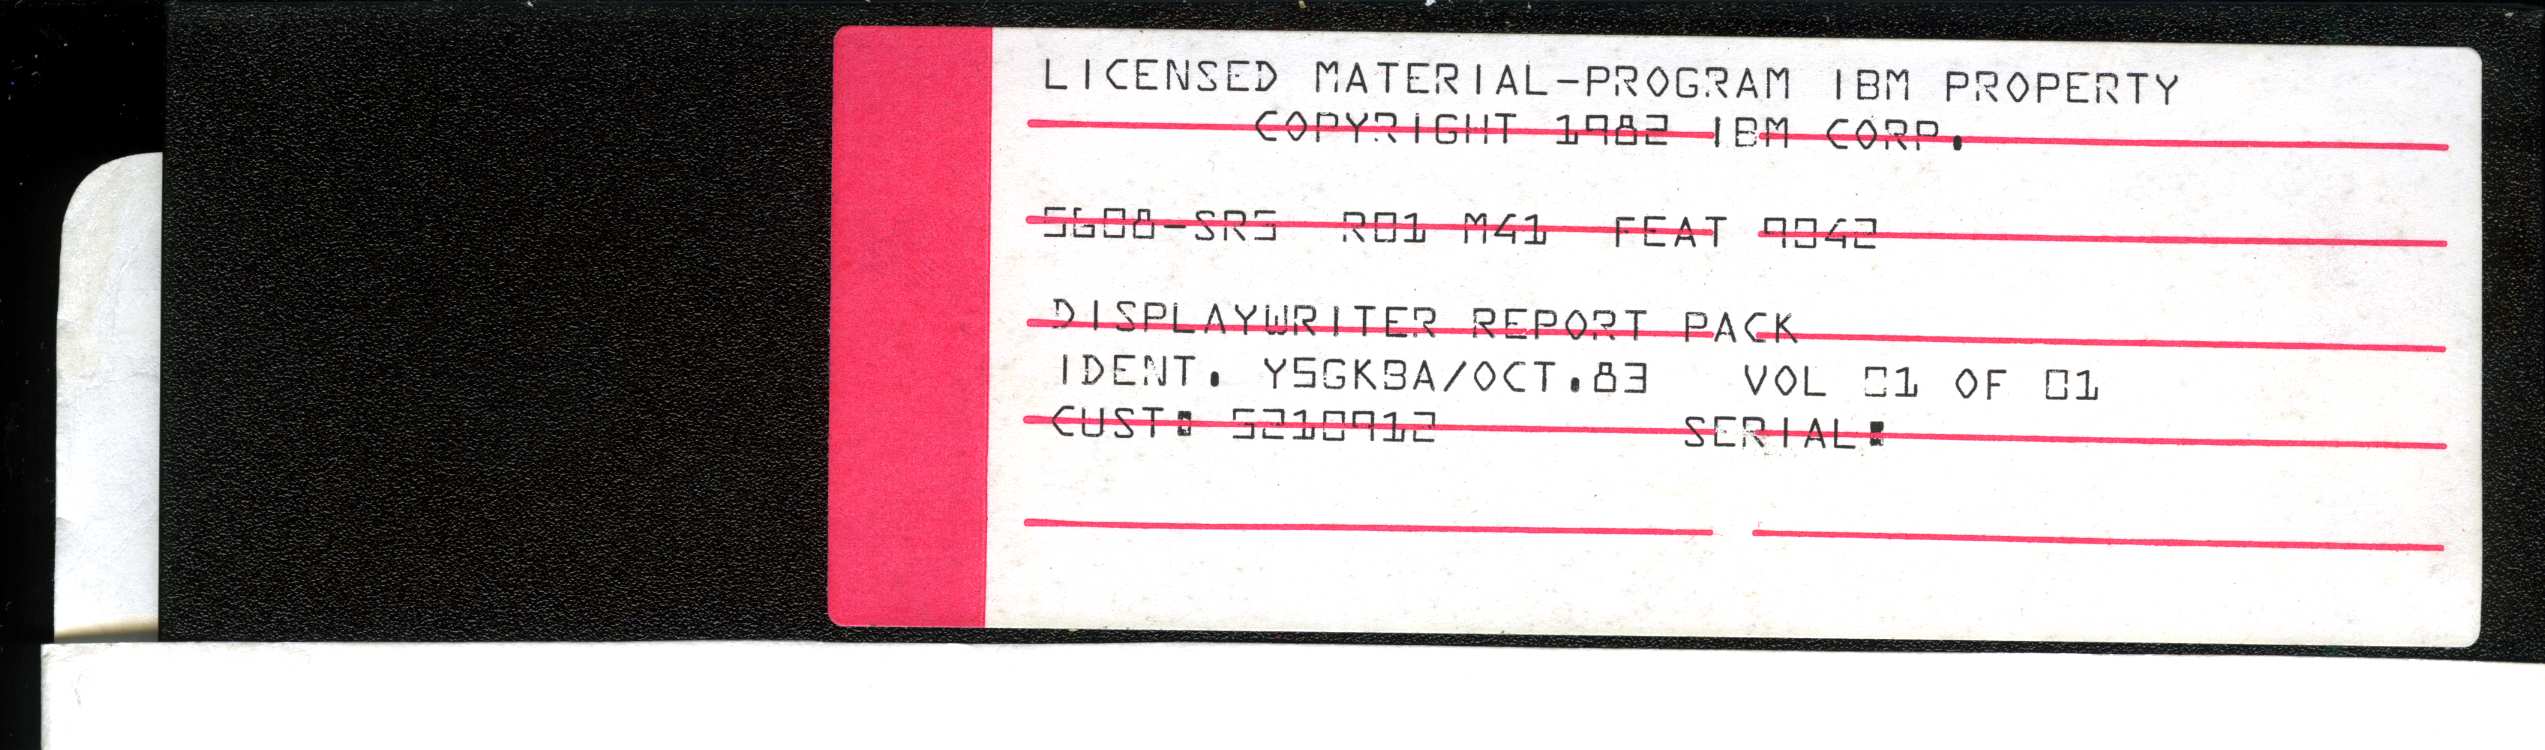 LICENSED MATERIAL-PROGRAM IBM PROPERTY
COPYRIGHT 1982 IBM CORP.
5608-SR5 R01 M41 FEAT 9042
DISPLAYWRITER REPORT PACK
IDENT. Y5GKBA/OCT.83 VOL 01 OF 01
CUST: 5210912 SERIAL: